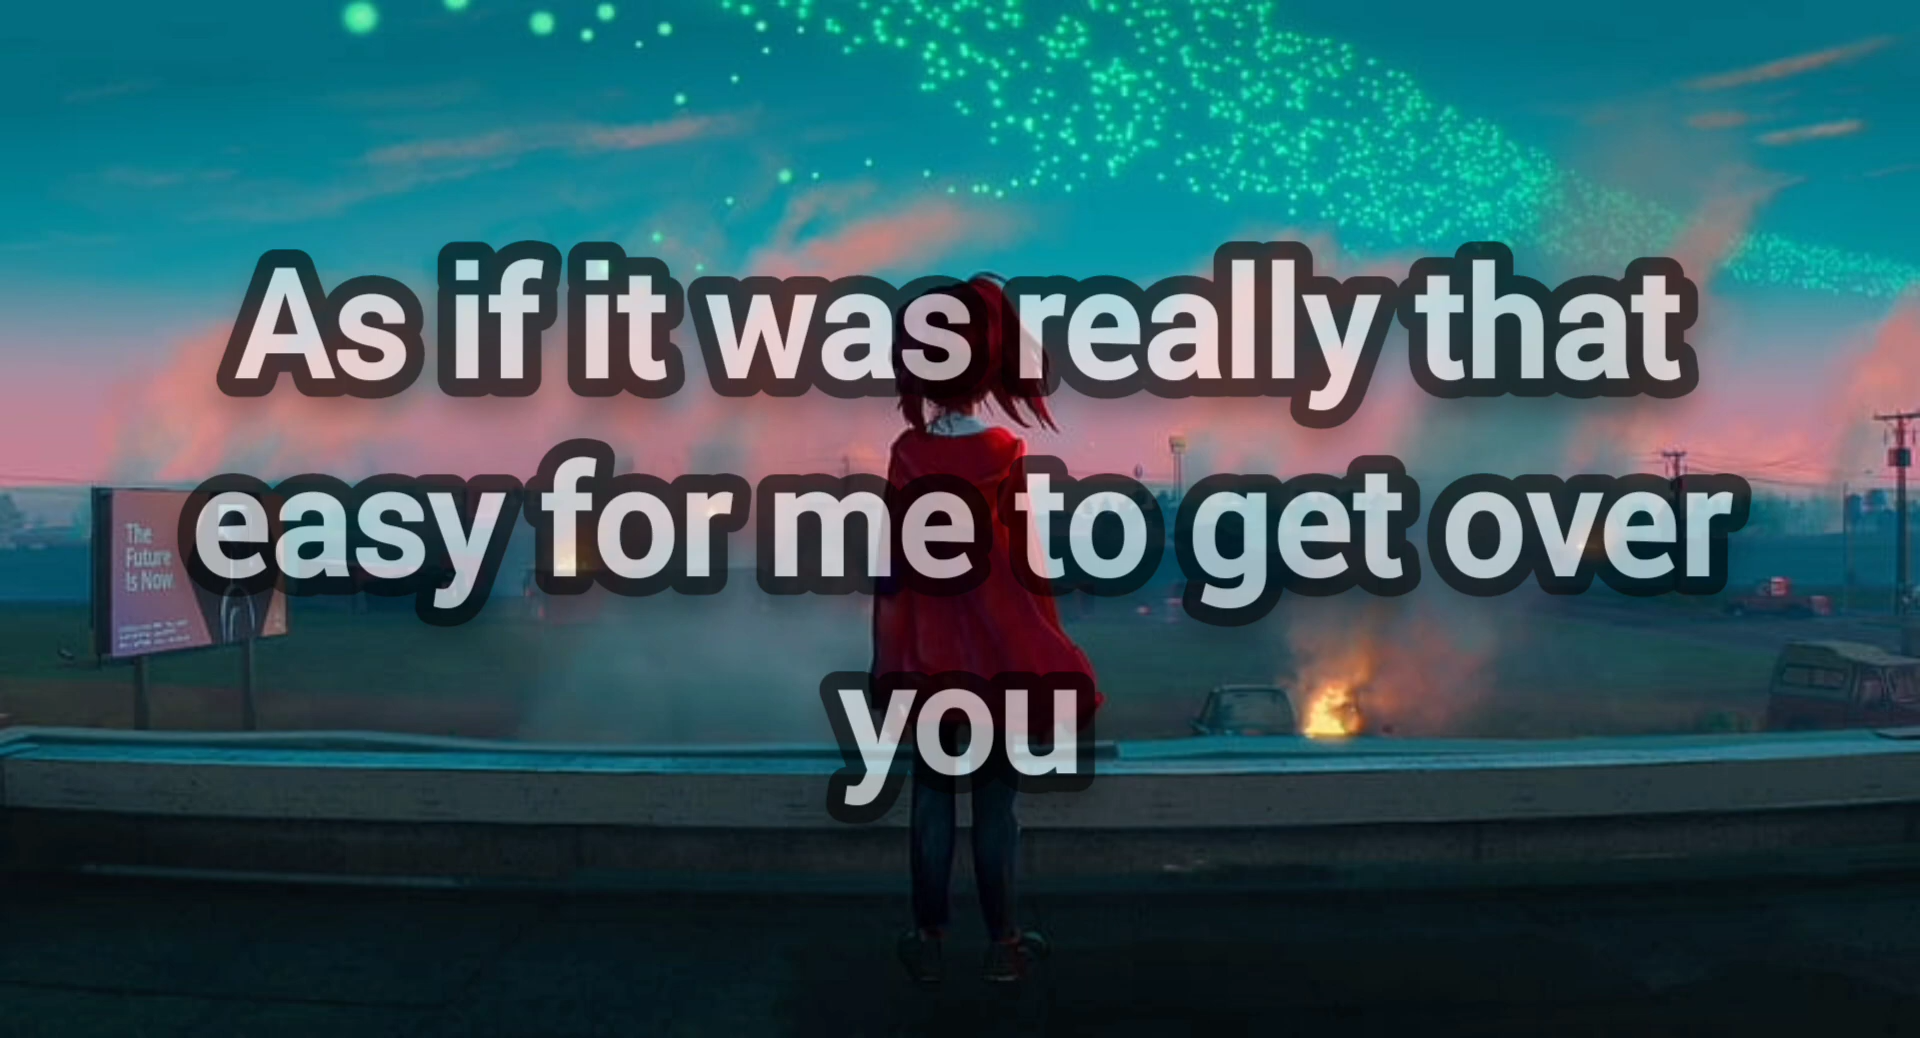 As if it was really that
easy for me to get over
you
The
Future
Is Now